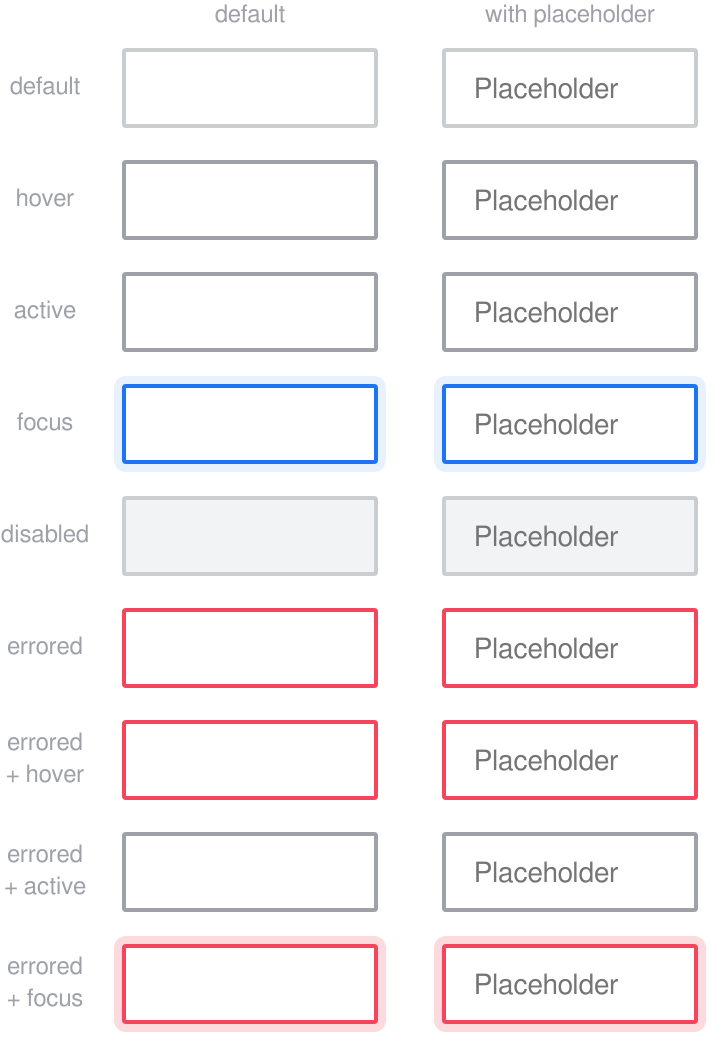 default with placeholder
default Placeholder
hover Placeholder
active Placeholder
focus Placeholder
disabled Placeholder
errored Placeholder
errored
+ hover Placeholder
errored
+ active Placeholder
errored
+ focus Placeholder